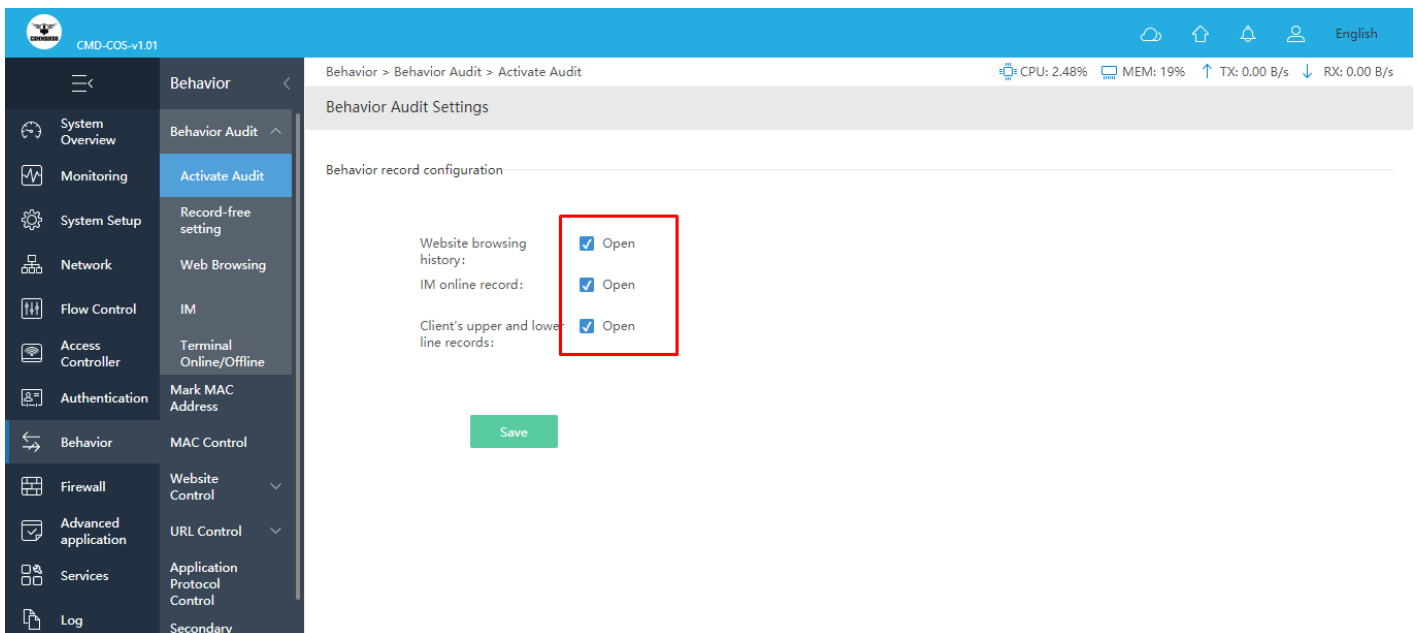 COMMANDO
CMD-COS-v1.01
English
Behavior
Behavior > Behavior Audit > Activate Audit
CPU: 2.48%
MEM: 19%
TX: 0.00 B/s
RX: 0.00 B/s
Behavior Audit Settings
System
Overview
Monitoring
System Setup
Network
Flow Control
Access
Controller
Authentication
Behavior
Firewall
Advanced
application
Services
Log
Behavior Audit
Activate Audit
Record-free
setting
Web Browsing
IM
Terminal
Online/Offline
Mark MAC
Address
MAC Control
Website
Control
URL Control
Application
Protocol
Control
Secondary
Behavior record configuration
Website browsing
history:
Open
IM online record:
Open
Client's upper and lower
line records:
Open
Save